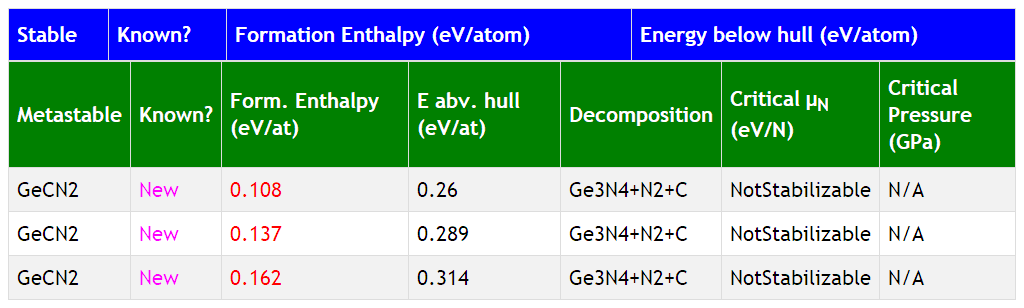 Stable Known? Formation Enthalpy (eV/atom) Energy below hull (eV/atom)
Metastable Known? Form. Enthalpy (eV/at) E abv. hull (eV/at) Decomposition Critical μN (eV/N) Critical Pressure (GPa)
GeCN2 New 0.108 0.26 Ge3N4+N2+C NotStabilizable N/A
GeCN2 New 0.137 0.289 Ge3N4+N2+C NotStabilizable N/A
GeCN2 New 0.162 0.314 Ge3N4+N2+C NotStabilizable N/A